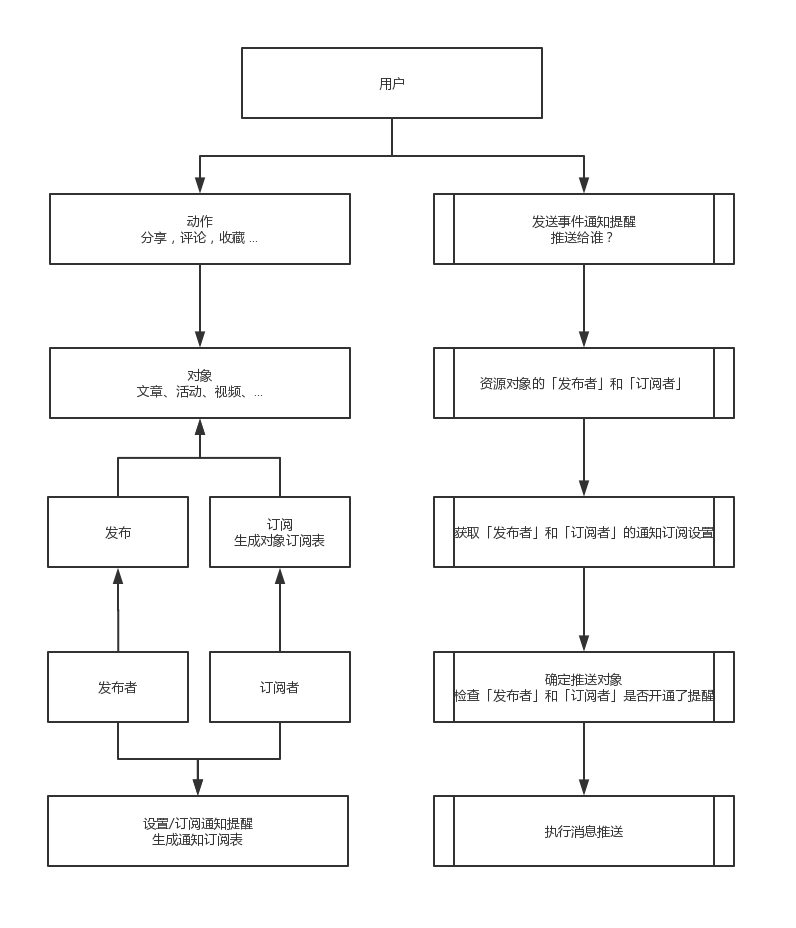 用户
动作
分享，评论，收藏 ...
发送事件通知提醒
推送给谁？
对象
文章、活动、视频、...
资源对象的「发布者」和「订阅者」
发布
订阅
生成对象订阅表
获取「发布者」和「订阅者」的通知订阅设置
发布者
订阅者
确定推送对象
检查「发布者」和「订阅者」是否开通了提醒
设置/订阅通知提醒
生成通知订阅表
执行消息推送